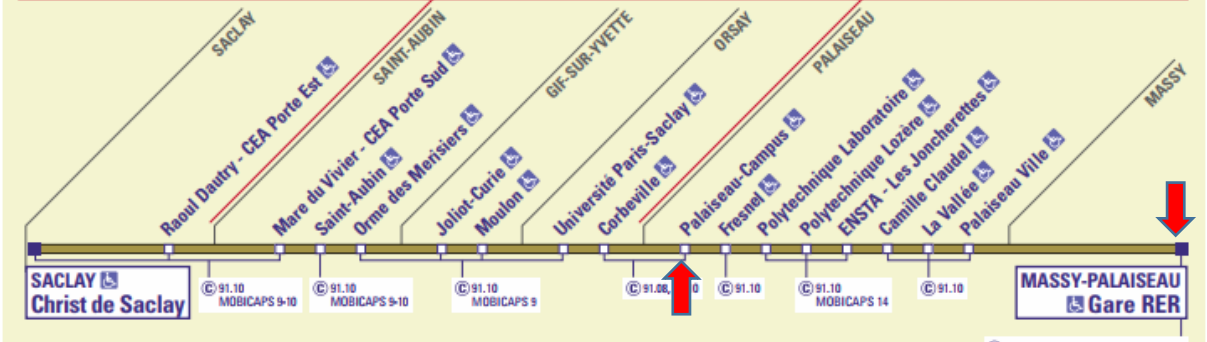 SACLAY
SAINT-AUBIN
GIF-SUR-YVETTE
ORSAY
PALAISEAU
MASSY
Raoul Dautry - CEA Porte Est
Mare du Vivier - CEA Porte Sud
Saint-Aubin
Orme des Merisiers
Joliot-Curie
Moulon
Université Paris-Saclay
Corbeville
Palaiseau-Campus
Fresnel
Polytechnique Laboratoire
Polytechnique Lozère
ENSTA - Les Joncherettes
Camille Claudel
La Vallée
Palaiseau Ville
SACLAY
Christ de Saclay
C 91.10
MOBICAPS 9-10
C 91.10
MOBICAPS 9-10
C 91.10
MOBICAPS 9
C 91.08,
C 91.10
C 91.10
MOBICAPS 14
C 91.10
MASSY-PALAISEAU
Gare RER